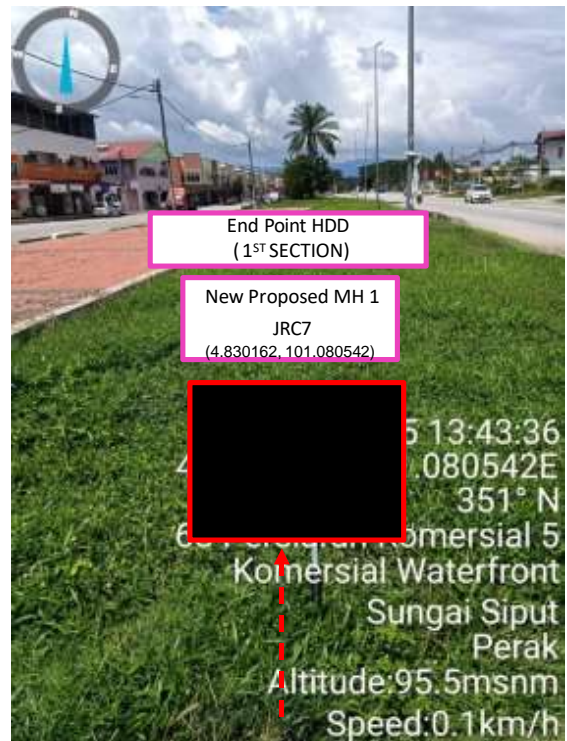 End Point HDD
( 1ST SECTION)
New Proposed MH 1
JRC7
(4.830162, 101.080542)
5 13:43:36
.080542E
351° N
Komersial 5
Komersial Waterfront
Sungai Siput
Perak
Altitude:95.5msnm
Speed:0.1km/h